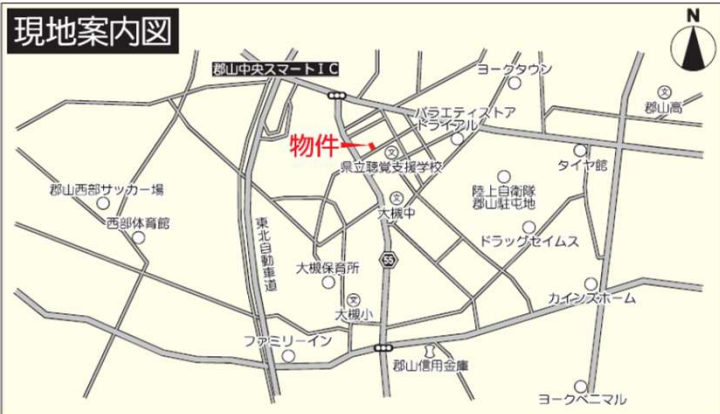 現地案内図
N
郡山中央スマートIC
ヨークタウン
郡山高
文
バラエティストア
トライアル
物件
文
県立聴覚支援学校
タイヤ館
郡山西部サッカー場
西部体育館
文
大槻中
陸上自衛隊
郡山駐屯地
東北自動車道
ドラッグセイムス
55
大槻保育所
文
大槻小
カインズホーム
ファミリーイン
郡山信用金庫
ヨークベニマル